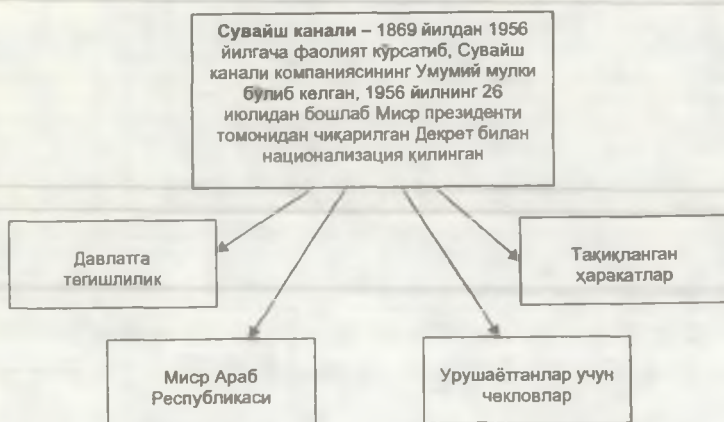 Сувайш канали – 1869 йилдан 1956
йилгача фаолият кўрсатиб, Сувайш
канали компаниясининг Умумий мулки
булиб келган, 1956 йилнинг 26
июлидан бошлаб Миср президенти
томонидан чиқарилган Декрет билан
национализация қилинган
Давлатга
тегишлилик
Тақиқланган
ҳаракатлар
Миср Араб
Республикаси
Урушаётганлар учун
чекловлар